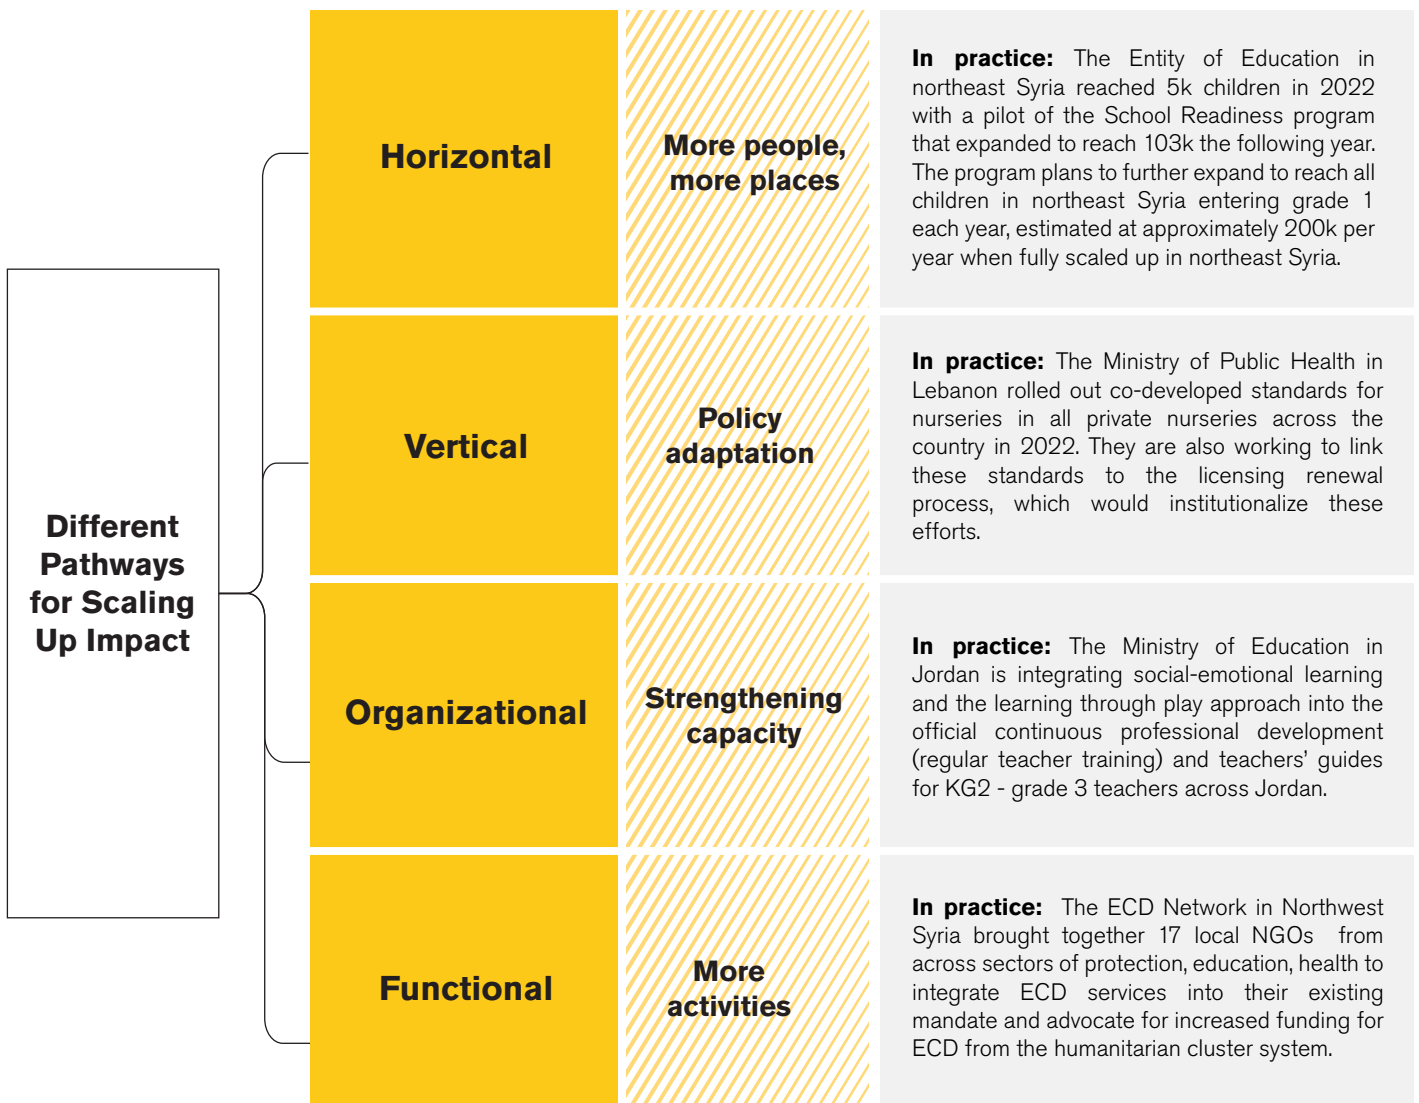 Different
Pathways
for Scaling
Up Impact
Horizontal
More people,
more places
In practice: The Entity of Education in
northeast Syria reached 5k children in 2022
with a pilot of the School Readiness program
that expanded to reach 103k the following year.
The program plans to further expand to reach all
children in northeast Syria entering grade 1
each year, estimated at approximately 200k per
year when fully scaled up in northeast Syria.
Vertical
Policy
adaptation
In practice: The Ministry of Public Health in
Lebanon rolled out co-developed standards for
nurseries in all private nurseries across the
country in 2022. They are also working to link
these standards to the licensing renewal
process, which would institutionalize these
efforts.
Organizational
Strengthening
capacity
In practice: The Ministry of Education in
Jordan is integrating social-emotional learning
and the learning through play approach into the
official continuous professional development
(regular teacher training) and teachers’ guides
for KG2 - grade 3 teachers across Jordan.
Functional
More
activities
In practice: The ECD Network in Northwest
Syria brought together 17 local NGOs from
across sectors of protection, education, health to
integrate ECD services into their existing
mandate and advocate for increased funding for
ECD from the humanitarian cluster system.